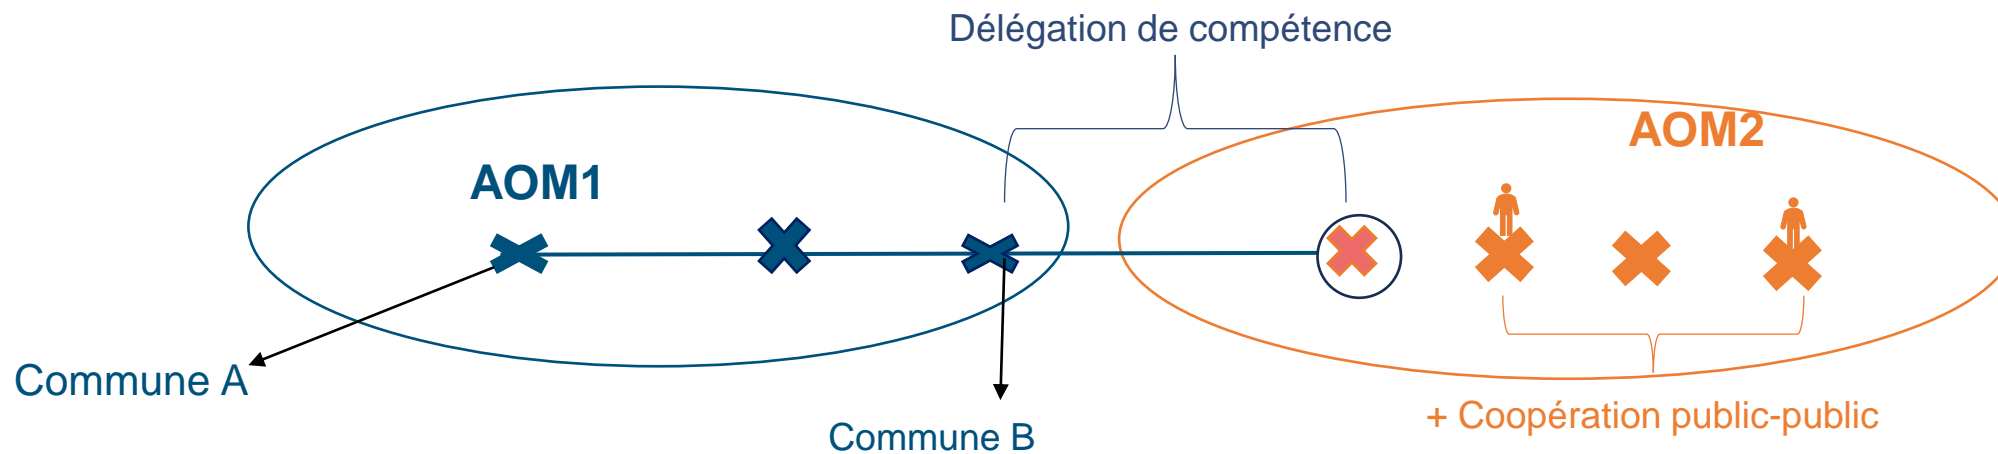 Délégation de compétence
AOM2
AOM1
Commune A
+ Coopération public-public
Commune B